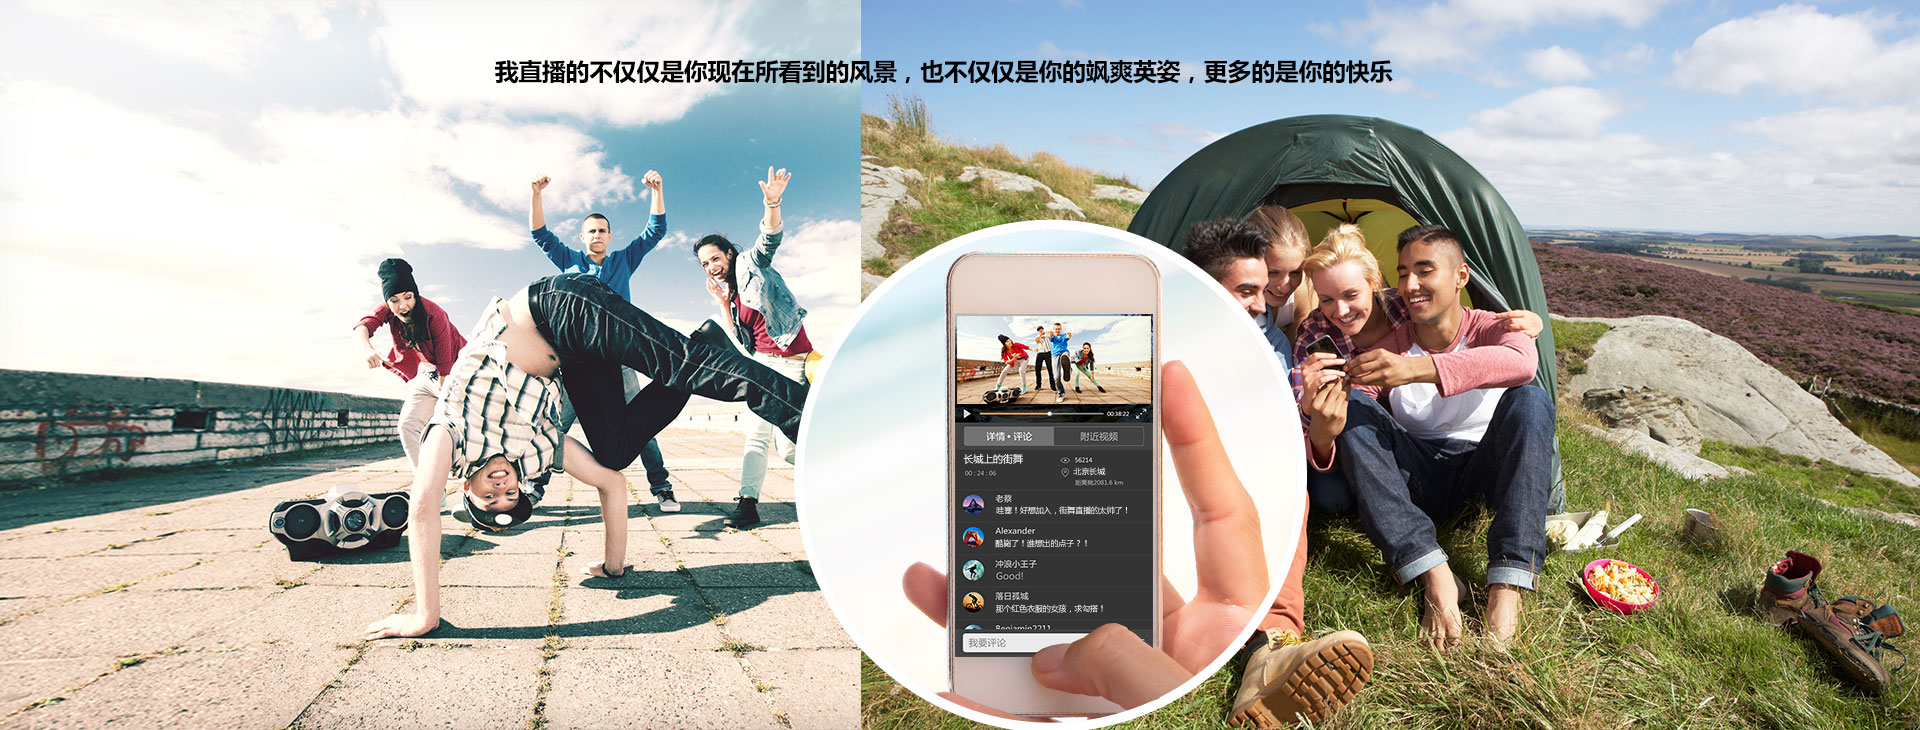 我直播的不仅仅是你现在所看到的风景，也不仅仅是你的飒爽英姿，更多的是你的快乐
00:38:22
详情•评论 附近视频
长城上的街舞 56214
00 : 24 : 06 北京长城
距离我2081.6 km
老蔡
哇塞！好想加入，街舞直播的太帅了！
Alexander
酷毙了！谁想出的点子？！
冲浪小王子
Good!
落日孤城
那个红色衣服的女孩，求勾搭！
Benjamin2211
我要评论